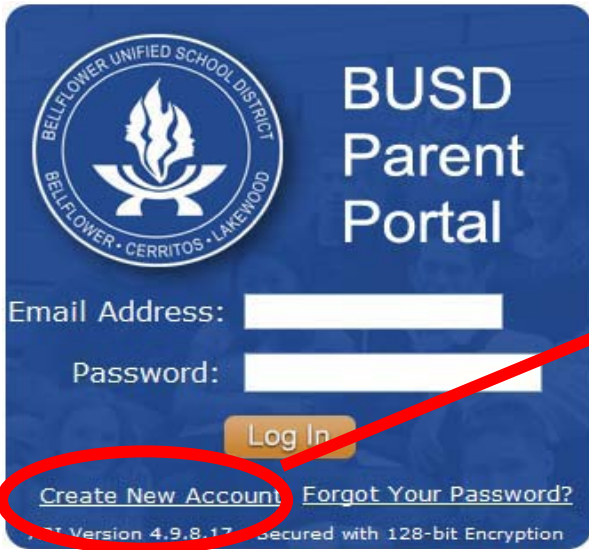 BELLFLOWER UNIFIED SCHOOL DISTRICT
BELLFLOWER • CERRITOS • LAKEWOOD
BUSD
Parent
Portal
Email Address:
Password:
Log In
Create New Account Forgot Your Password?
Version 4.9.8.17 Secured with 128-bit Encryption